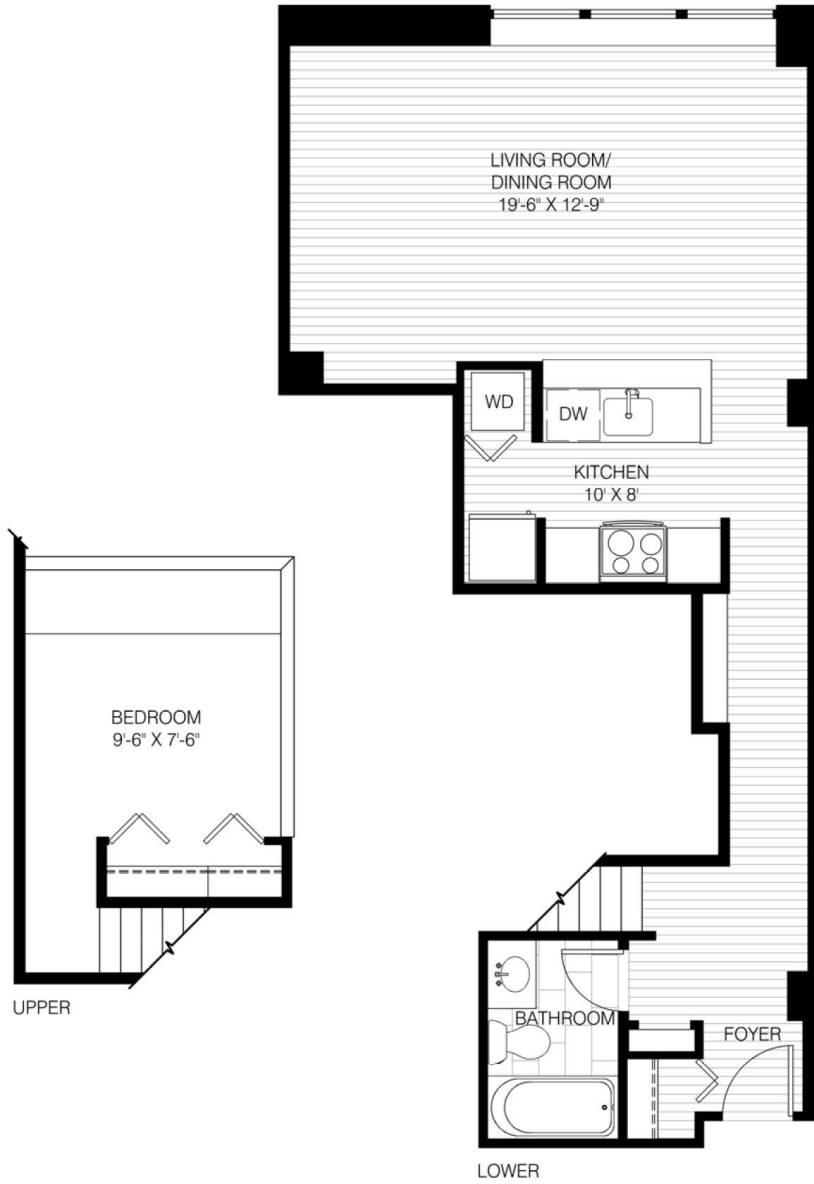 LIVING ROOM/
DINING ROOM
19'-6" X 12'-9"
WD
DW
KITCHEN
10' X 8'
BEDROOM
9'-6" X 7'-6"
UPPER
BATHROOM
FOYER
LOWER